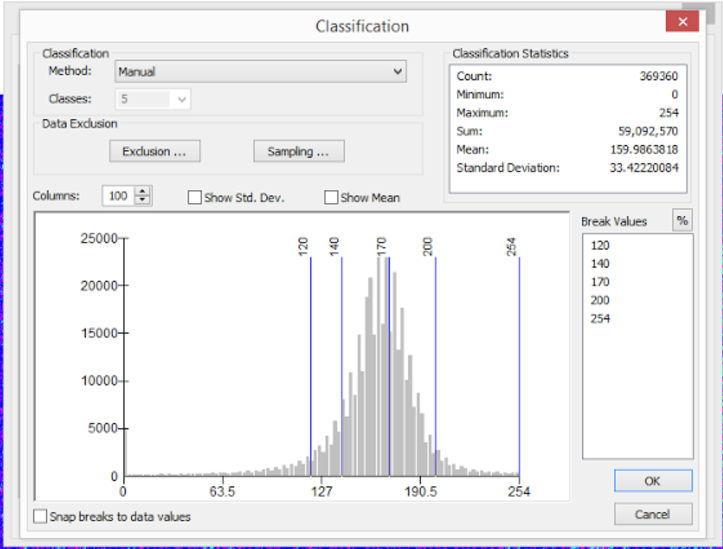 Classification
Classification
Method: Manual
Classes: 5
Data Exclusion
Exclusion ...
Sampling ...
Classification Statistics
Count: 369360
Minimum: 0
Maximum: 254
Sum: 59,092,570
Mean: 159.9863818
Standard Deviation: 33.42220084
Columns: 100
Show Std. Dev.
Show Mean
Break Values %
120
140
170
200
254
25000
20000
15000
10000
5000
0
120 140 170 200 254
0 63.5 127 190.5 254
OK
Cancel
Snap breaks to data values